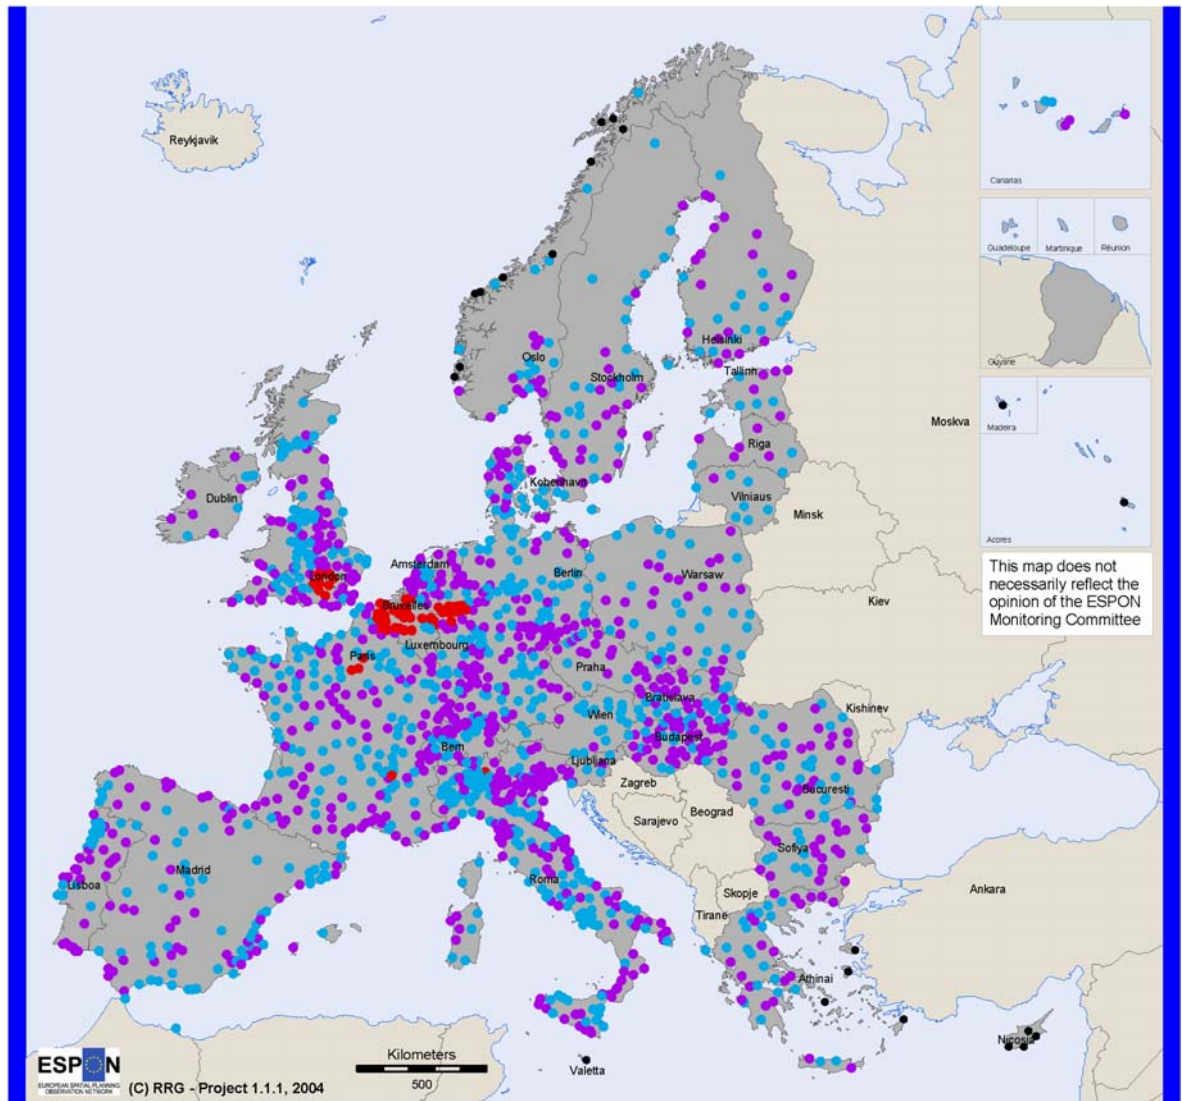 Reykjavik
Canarias
Guadeloupe
Martinique
Réunion
Guyane
Oslo
Helsinki
Tallinn
Stockholm
Madeira
Moskva
Riga
Kobenhavn
Dublin
Vilniaus
Minsk
Acores
Amsterdam
London
Berlin
Warsaw
This map does not
necessarily reflect the
opinion of the ESPON
Monitoring Committee
Kiev
Bruxelles
Luxembourg
Paris
Praha
Bratislava
Kishinev
Wien
Budapest
Bern
Ljubljana
Zagreb
Bucuresti
Beograd
Sarajevo
Sofiya
Madrid
Roma
Lisboa
Skopje
Ankara
Tirane
Athinai
Nicosia
Valetta
ESPON
EUROPEAN SPATIAL PLANNING
OBSERVATION NETWORK
(C) RRG - Project 1.1.1, 2004
Kilometers
500